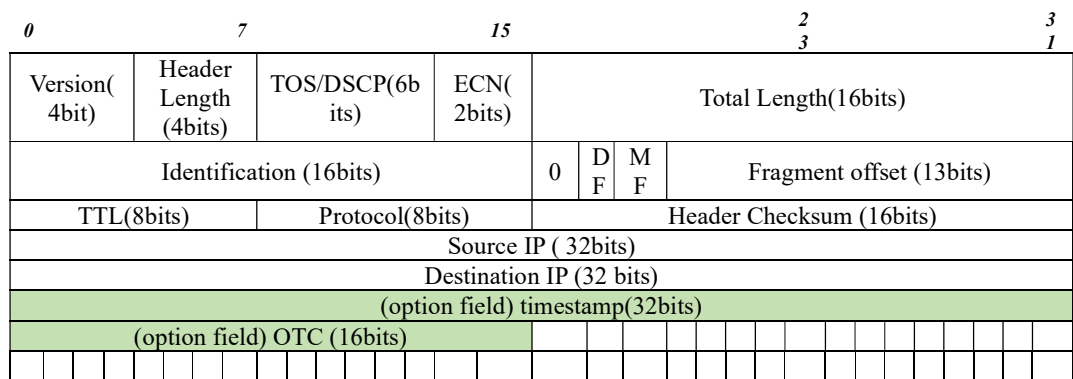 0 7 15 2 3
3 1
Version(
4bit)
Header
Length
(4bits)
TOS/DSCP(6b
its)
ECN(
2bits)
Total Length(16bits)
Identification (16bits)
0
D
F
M
F
Fragment offset (13bits)
TTL(8bits)
Protocol(8bits)
Header Checksum (16bits)
Source IP ( 32bits)
Destination IP (32 bits)
(option field) timestamp(32bits)
(option field) OTC (16bits)